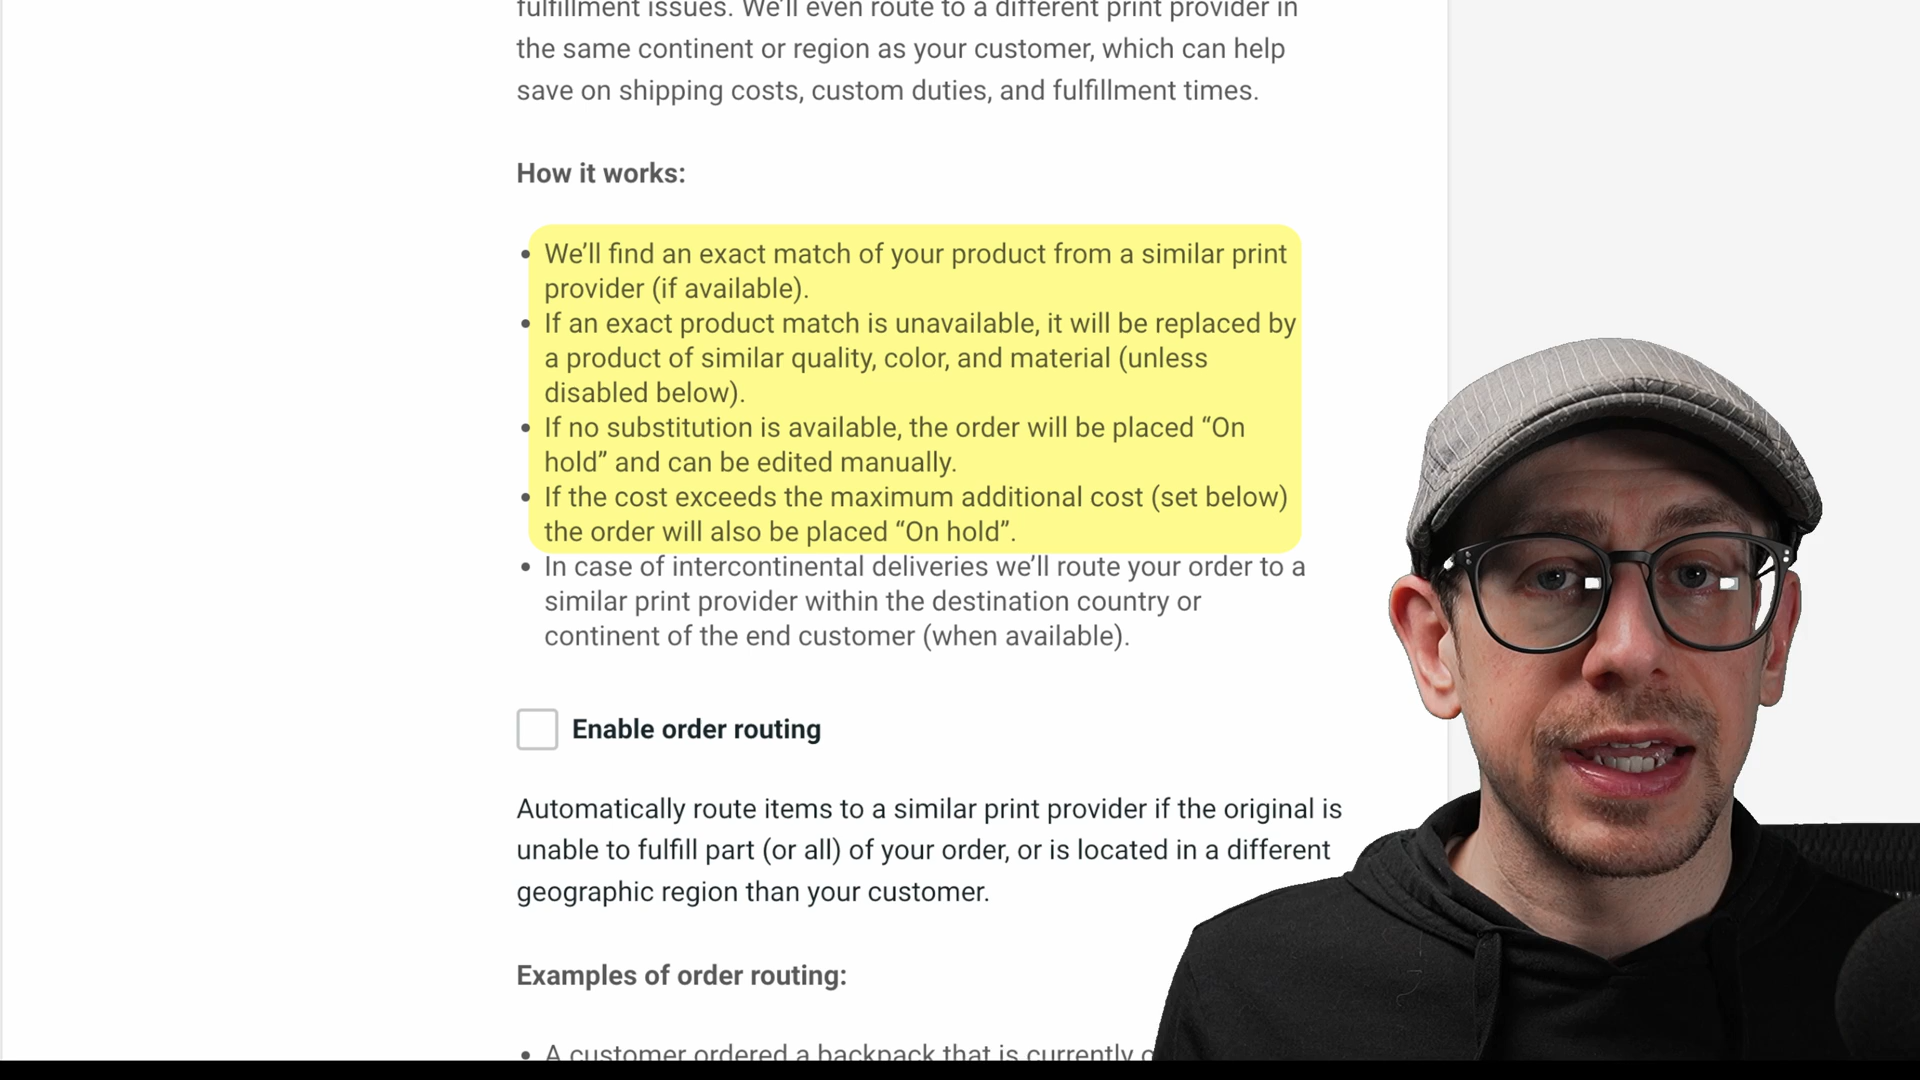 fulfillment issues. We'll even route to a different print provider in
the same continent or region as your customer, which can help
save on shipping costs, custom duties, and fulfillment times.
How it works:
• We’ll find an exact match of your product from a similar print
provider (if available).
• If an exact product match is unavailable, it will be replaced by
a product of similar quality, color, and material (unless
disabled below).
• If no substitution is available, the order will be placed “On
hold” and can be edited manually.
• If the cost exceeds the maximum additional cost (set below)
the order will also be placed “On hold”.
• In case of intercontinental deliveries we’ll route your order to a
similar print provider within the destination country or
continent of the end customer (when available).
Enable order routing
Automatically route items to a similar print provider if the original is
unable to fulfill part (or all) of your order, or is located in a different
geographic region than your customer.
Examples of order routing:
• A customer ordered a backpack that is currently